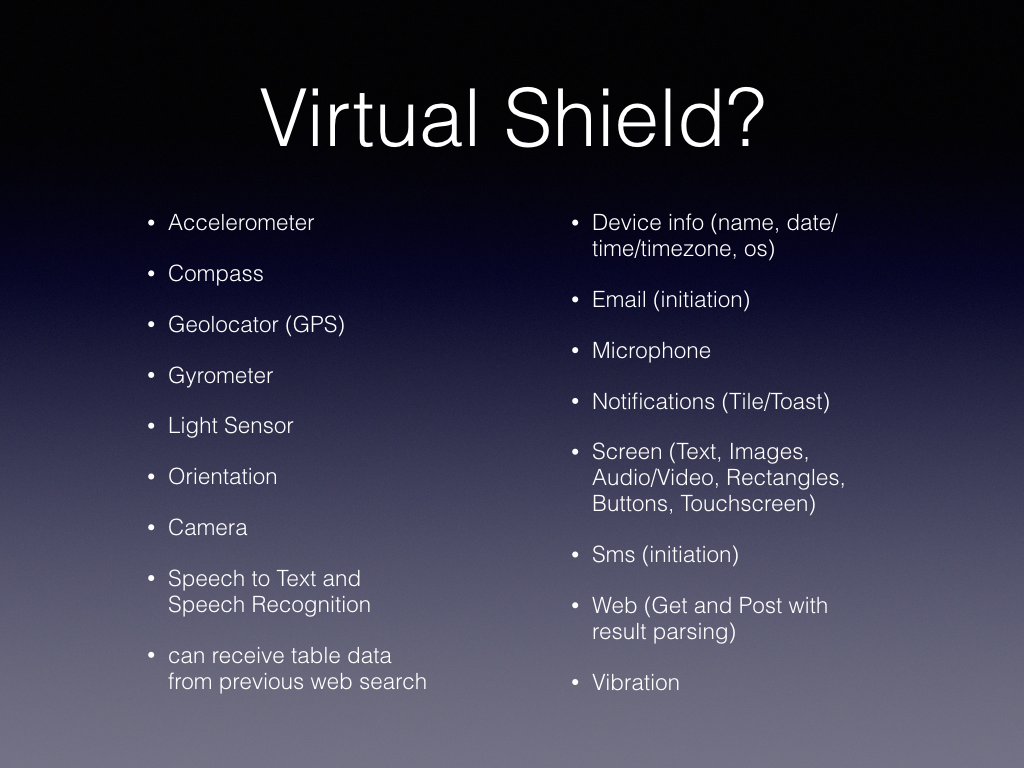 Virtual Shield?
• Accelerometer
• Compass
• Geolocator (GPS)
• Gyrometer
• Light Sensor
• Orientation
• Camera
• Speech to Text and
Speech Recognition
• can receive table data
from previous web search
• Device info (name, date/
time/timezone, os)
• Email (initiation)
• Microphone
• Notifications (Tile/Toast)
• Screen (Text, Images,
Audio/Video, Rectangles,
Buttons, Touchscreen)
• Sms (initiation)
• Web (Get and Post with
result parsing)
• Vibration